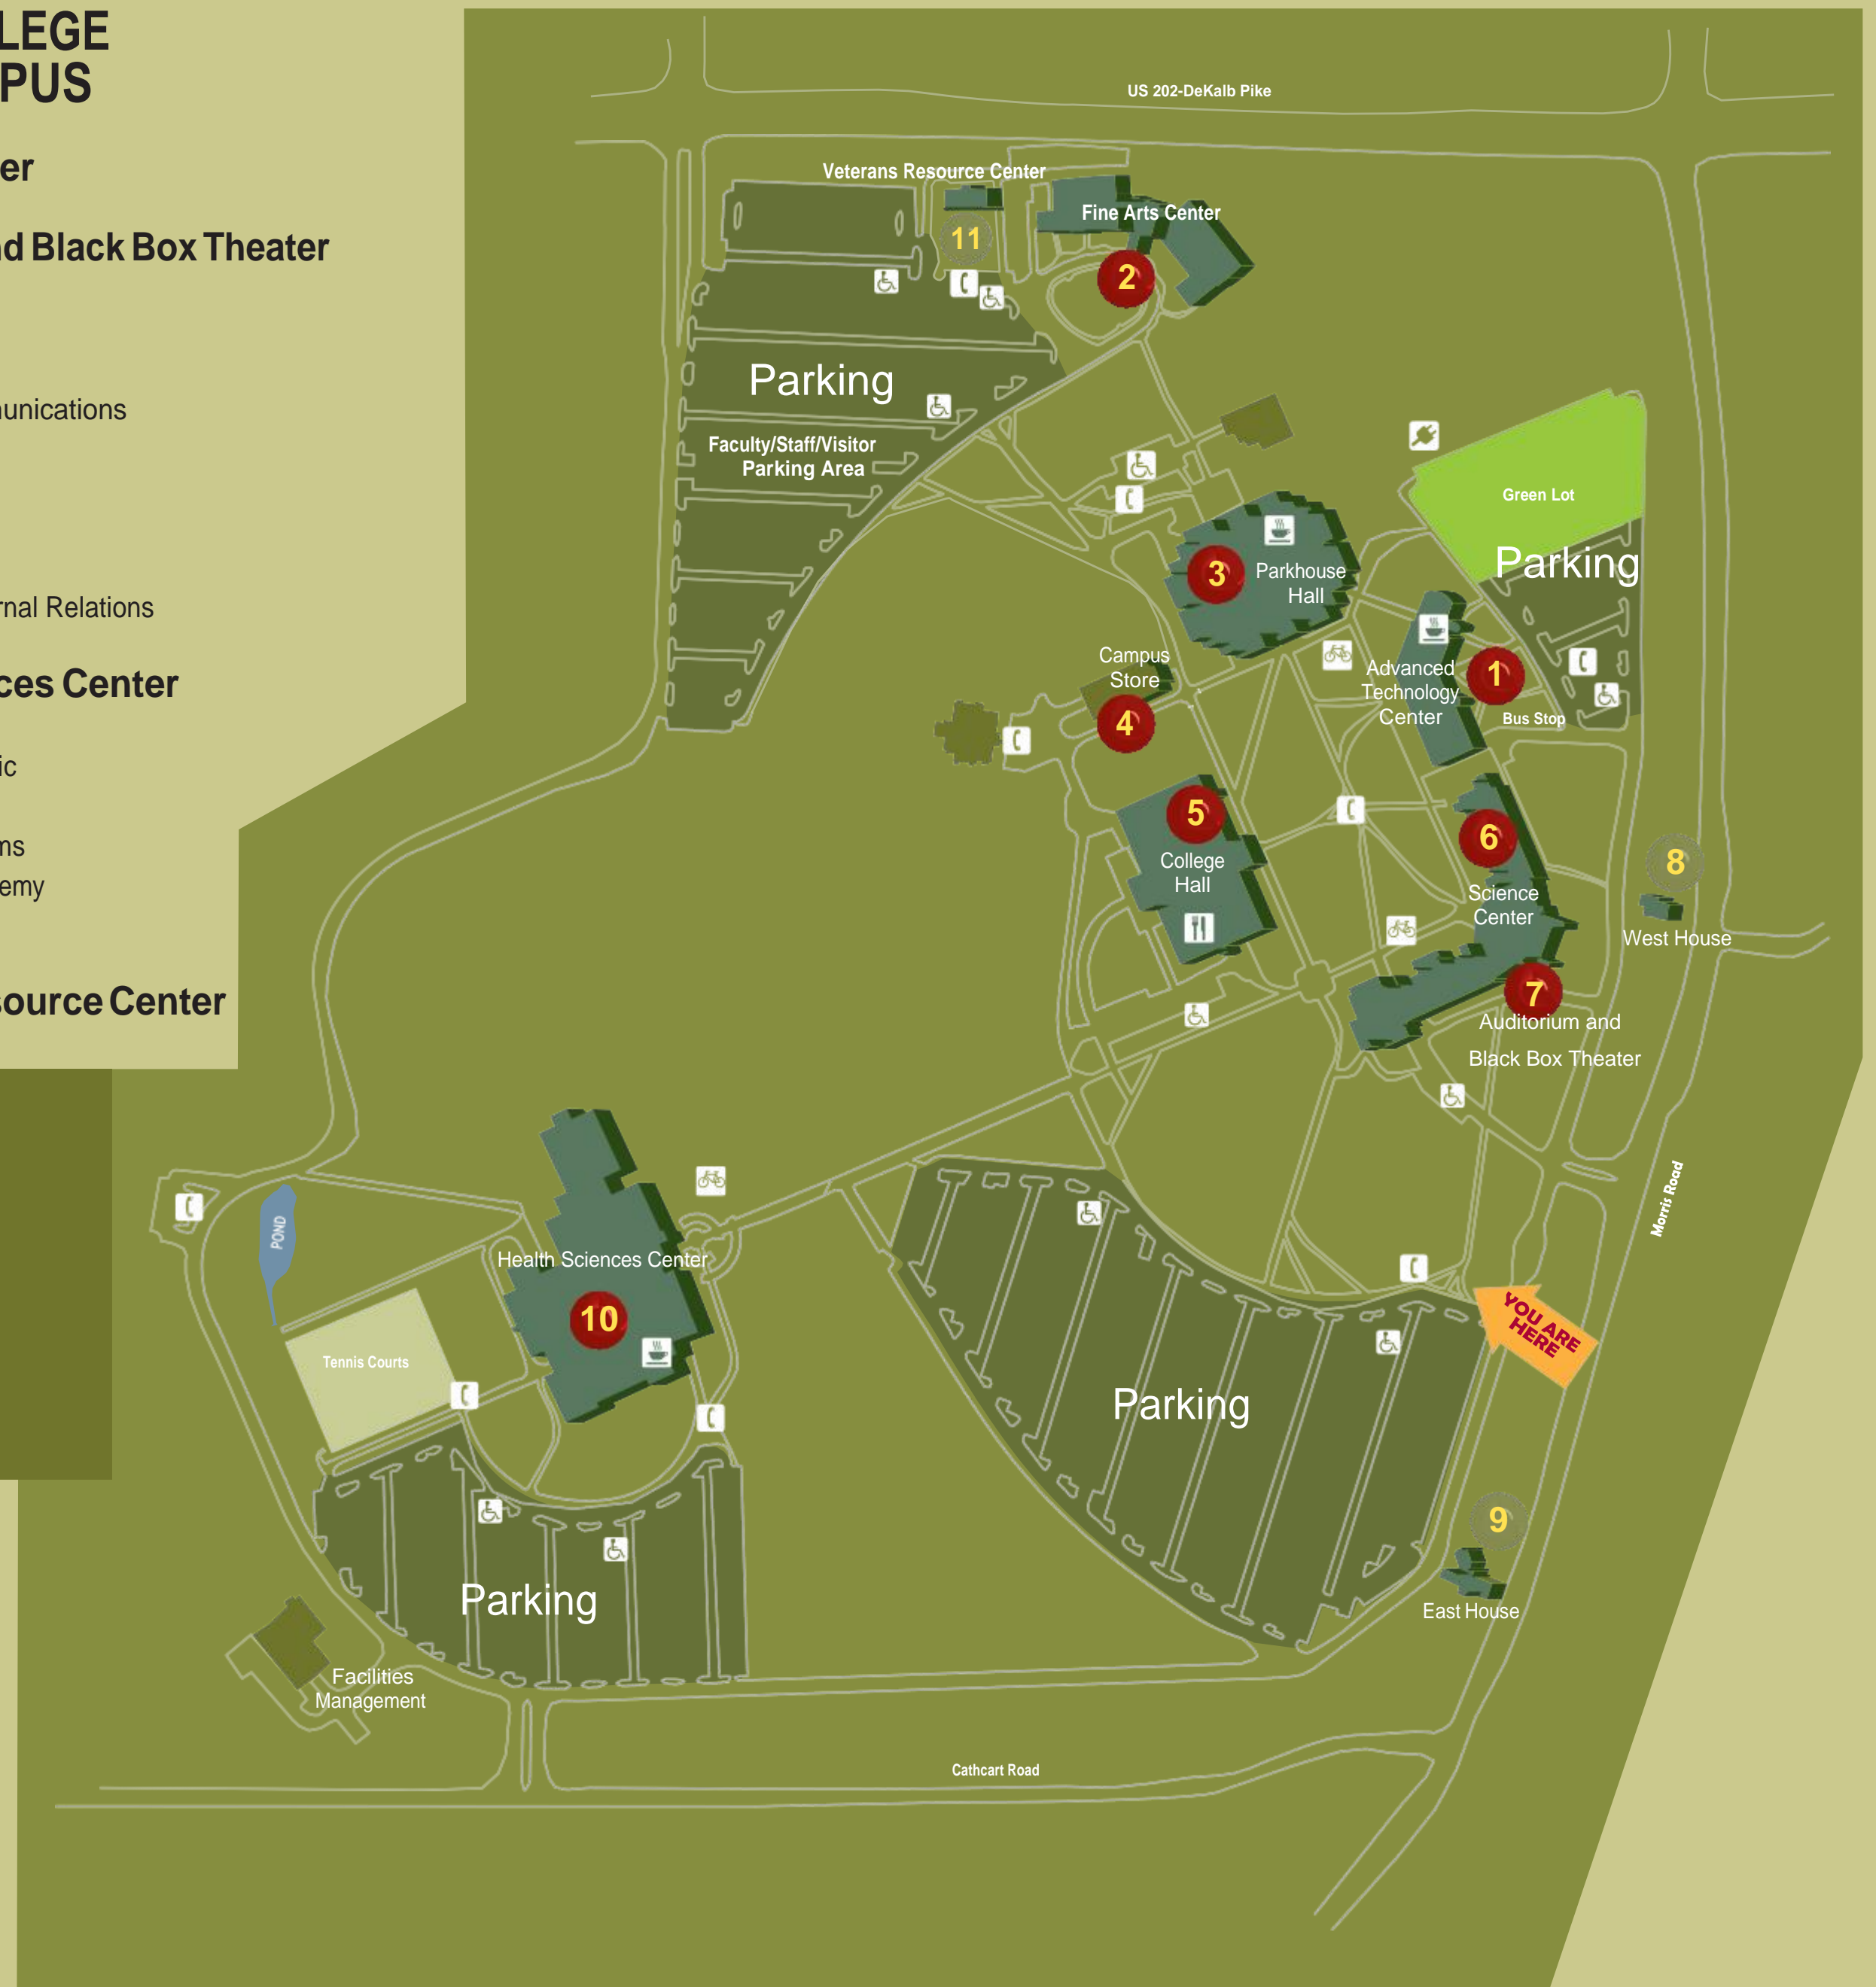 LEGE
PUS
er
d Black Box Theater
unications
rnal Relations
ces Center
ic
ms
emy
source Center
US 202-DeKalb Pike
Veterans Resource Center
11
Fine Arts Center
2
Parking
Faculty/Staff/Visitor
Parking Area
Green Lot
Parking
3
Parkhouse
Hall
Campus
Store
4
Advanced
Technology
Center
1
Bus Stop
5
College
Hall
6
Science
Center
8
West House
7
Auditorium and
Black Box Theater
Morris Road
POND
Health Sciences Center
10
Tennis Courts
YOU ARE
HERE
Parking
9
East House
Parking
Facilities
Management
Cathcart Road